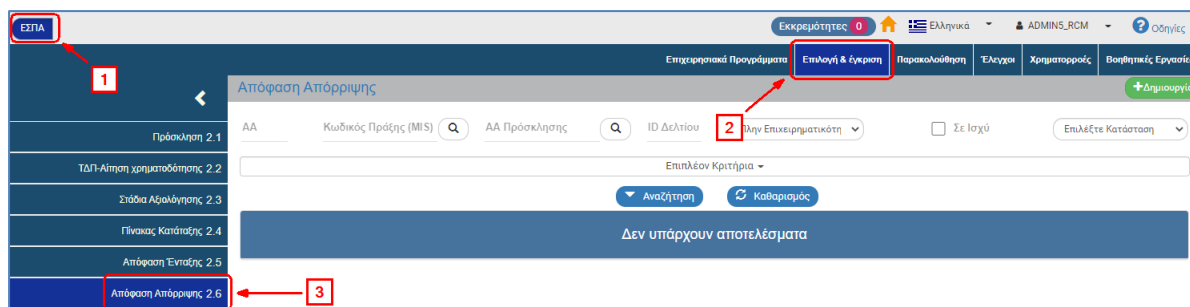 ΕΣΠΑ
Εκκρεμότητες 0 Ελληνικά ADMIN5_RCM ? Οδηγίες
Επιχειρησιακά Προγράμματα Επιλογή & έγκριση Παρακολούθηση Έλεγχοι Χρηματορροές Βοηθητικές Εργασίε
1
Απόφαση Απόρριψης
+Δημιουργία
ΑΑ Κωδικός Πράξης (MIS) ΑΑ Πρόσκλησης ID Δελτίου 2 Πλην Επιχειρηματικότη Σε Ισχύ Επιλέξτε Κατάσταση
Πρόσκληση 2.1
Επιπλέον Κριτήρια
ΤΔΠ-Αίτηση χρηματοδότησης 2.2
Αναζήτηση Καθαρισμός
Στάδια Αξιολόγησης 2.3
Δεν υπάρχουν αποτελέσματα
Πίνακας Κατάταξης 2.4
Απόφαση Ένταξης 2.5
Απόφαση Απόρριψης 2.6
3